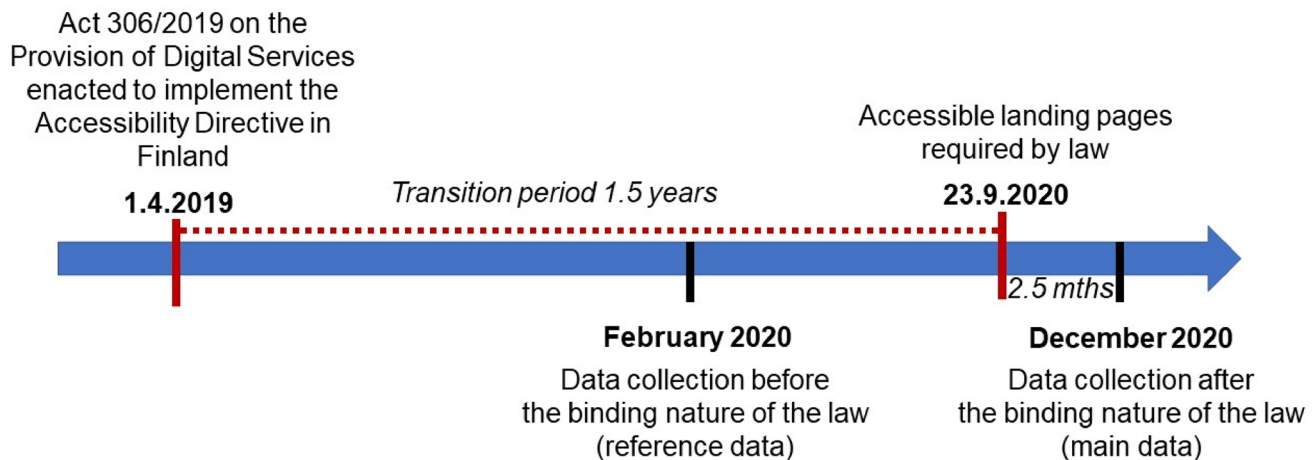 Act 306/2019 on the
Provision of Digital Services
enacted to implement the
Accessibility Directive in
Finland
1.4.2019
Transition period 1.5 years
Accessible landing pages
required by law
23.9.2020
2.5 mths
February 2020
Data collection before
the binding nature of the law
(reference data)
December 2020
Data collection after
the binding nature of the law
(main data)